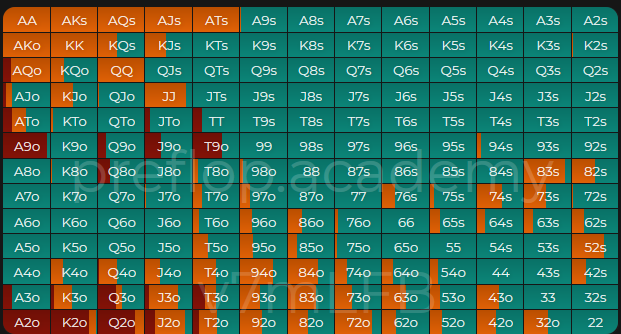 AA AKs AQs AJs ATs A9s A8s A7s A6s A5s A4s A3s A2s
AKo KK KQs KJs KTs K9s K8s K7s K6s K5s K4s K3s K2s
AQo KQo QQ QJs QTs Q9s Q8s Q7s Q6s Q5s Q4s Q3s Q2s
AJo KJo QJo JJ JTs J9s J8s J7s J6s J5s J4s J3s J2s
ATo KTo QTo JTo TT T9s T8s T7s T6s T5s T4s T3s T2s
A9o K9o Q9o J9o T9o 99 98s 97s 96s 95s 94s 93s 92s
A8o K8o Q8o J8o T8o 98o 88 87s 86s 85s 84s 83s 82s
preflop.academy
A7o K7o Q7o J7o T7o 97o 87o 77 76s 75s 74s 73s 72s
A6o K6o Q6o J6o T6o 96o 86o 76o 66 65s 64s 63s 62s
A5o K5o Q5o J5o T5o 95o 85o 75o 65o 55 54s 53s 52s
A4o K4o Q4o J4o T4o 94o 84o 74o 64o 54o 44 43s 42s
A3o K3o Q3o J3o T3o 93o 83o 73o 63o 53o 43o 33 32s
v7mLFB
A2o K2o Q2o J2o T2o 92o 82o 72o 62o 52o 42o 32o 22